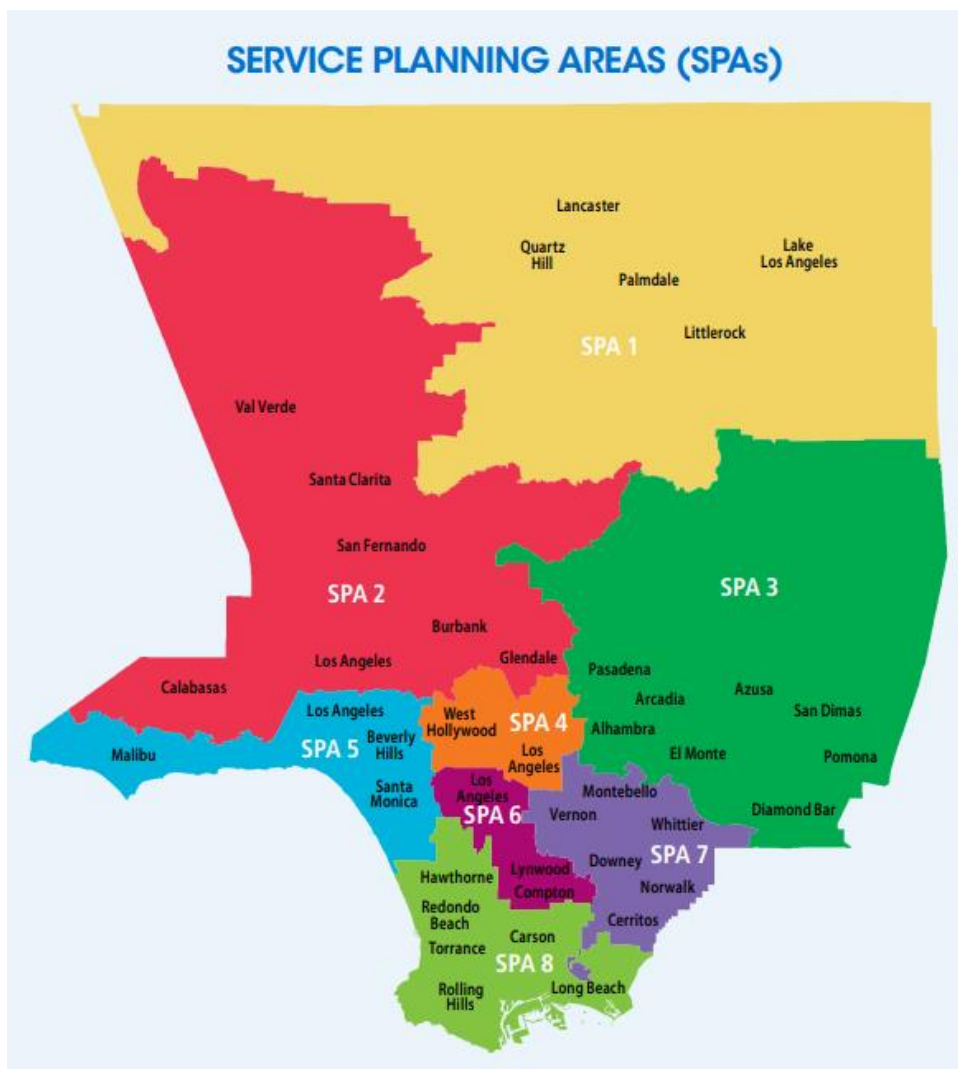 SERVICE PLANNING AREAS (SPAs)
Lancaster
Quartz
Hill
Lake
Los Angeles
Palmdale
Littlerock
SPA 1
Val Verde
Santa Clarita
San Fernando
SPA 2
SPA 3
Burbank
Los Angeles
Glendale
Calabasas
Pasadena
Arcadia
Azusa
San Dimas
Alhambra
El Monte
Pomona
Diamond Bar
Los Angeles
SPA 5
Beverly
Hills
Malibu
Santa
Monica
West
Hollywood
SPA 4
Los
Angeles
Los
Angeles
SPA 6
Lynwood
Compton
Montebello
Vernon
Whittier
Downey
SPA 7
Norwalk
Cerritos
Hawthorne
Redondo
Beach
Torrance
Carson
SPA 8
Rolling
Hills
Long Beach